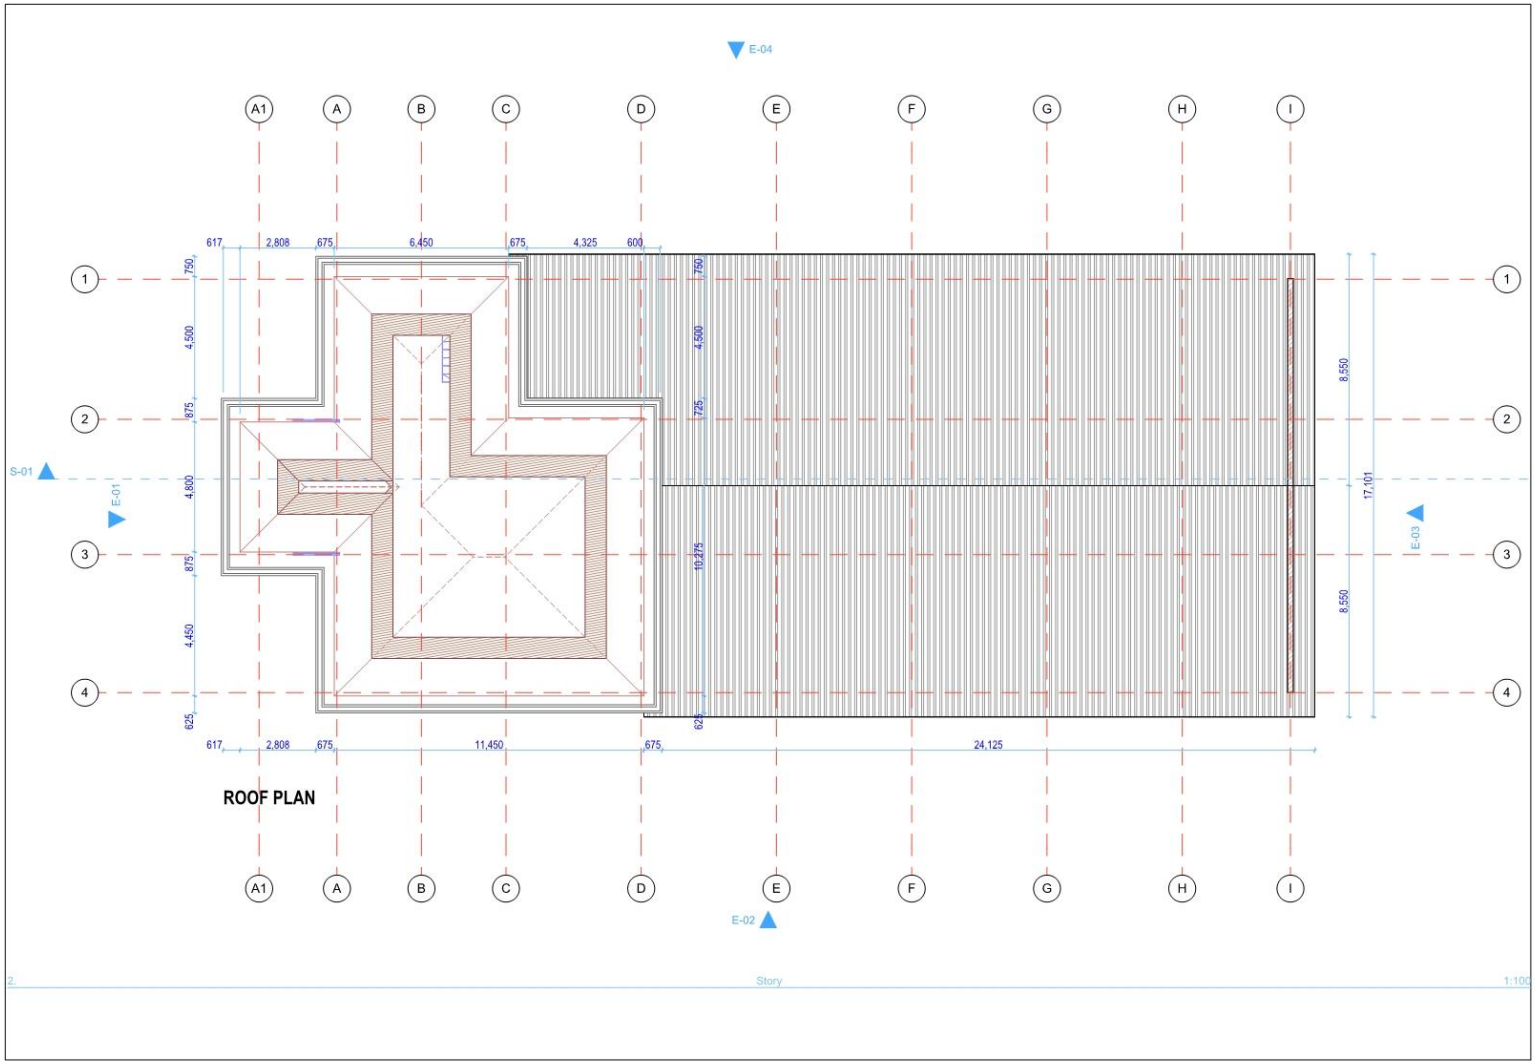 E-04
S-01
A1 A B C D E F G H I
617 2,808 675 6,450 675 4,325 600
750 750
1 1
4,500 4,500 8,550
875 725
2 2
S-01
E-01 4,800 17,101
E-03
3 875 10,275 3
8,550
4,450
4 4
625 625
617 2,808 675 11,450 675 24,125
ROOF PLAN
A1 A B C D E F G H I
E-02
2. Story 1:100